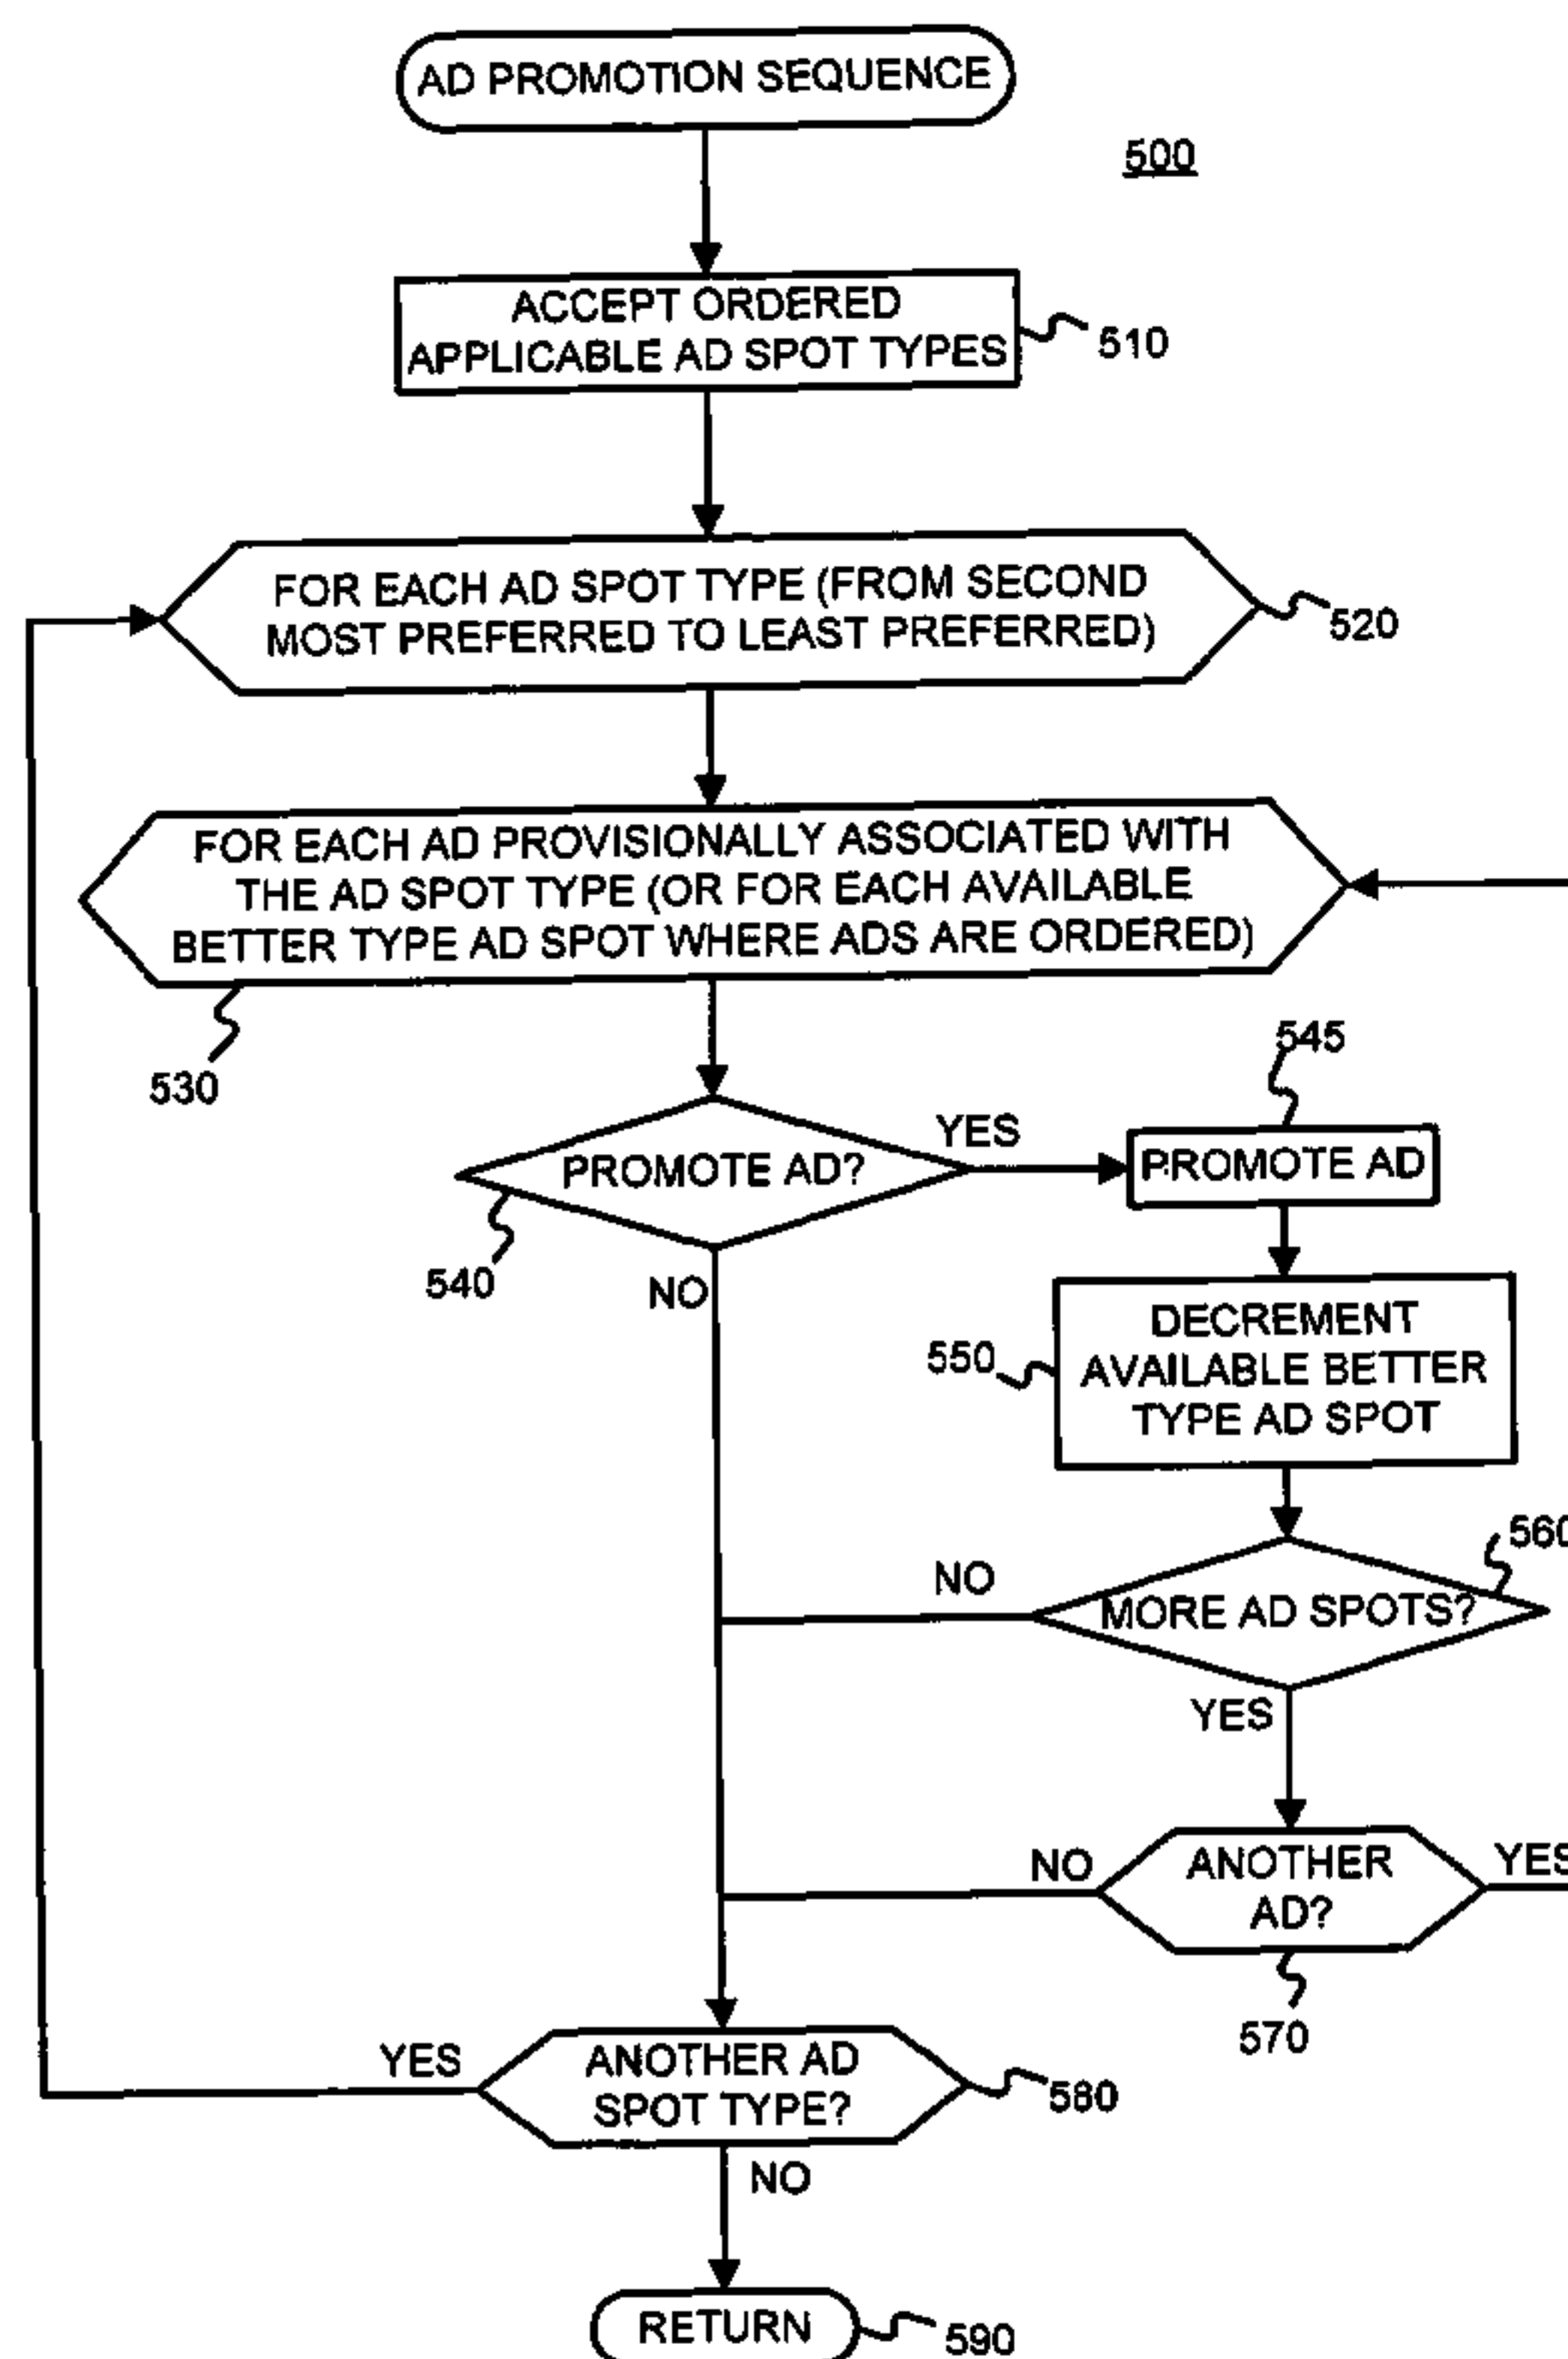 AD PROMOTION SEQUENCE
500
ACCEPT ORDERED
APPLICABLE AD SPOT TYPES
510
FOR EACH AD SPOT TYPE (FROM SECOND
MOST PREFERRED TO LEAST PREFERRED)
520
FOR EACH AD PROVISIONALLY ASSOCIATED WITH
THE AD SPOT TYPE (OR FOR EACH AVAILABLE
BETTER TYPE AD SPOT WHERE ADS ARE ORDERED)
530
545
YES
PROMOTE AD?
PROMOTE AD
540
NO
DECREMENT
AVAILABLE BETTER
TYPE AD SPOT
550
560
NO
MORE AD SPOTS?
YES
NO
ANOTHER
AD?
YES
570
YES
ANOTHER AD
SPOT TYPE?
580
NO
RETURN
590